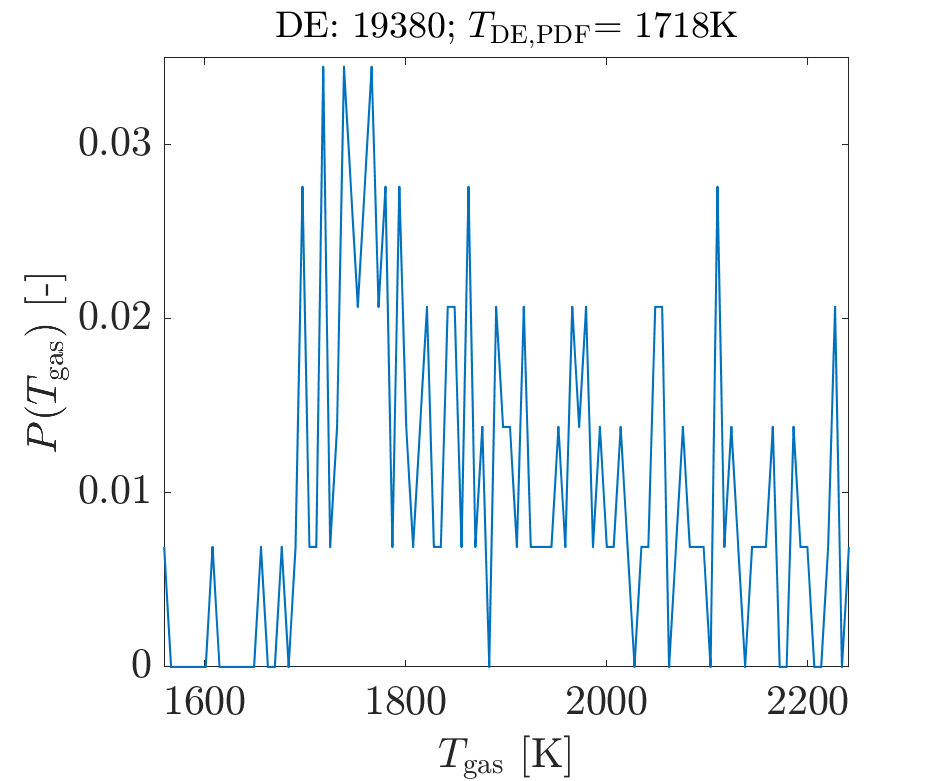 DE: 19380; T_DE,PDF= 1718K
0.03
0.02
0.01
0
P(T_gas) [-]
1600 1800 2000 2200
T_gas [K]